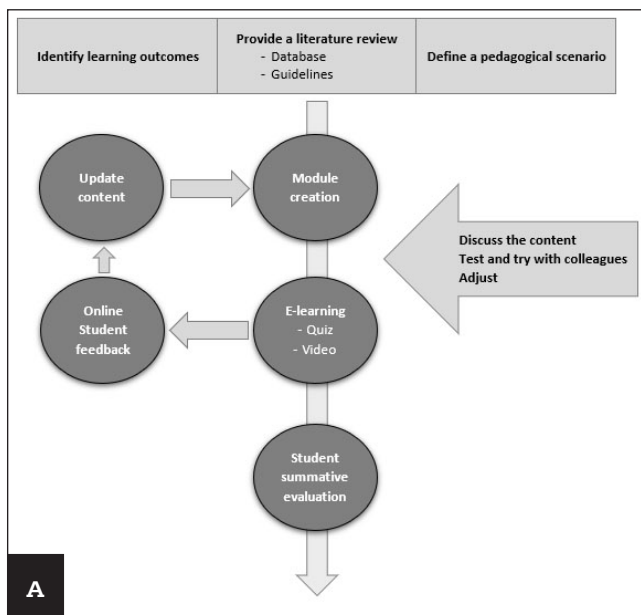 Identify learning outcomes
Provide a literature review
- Database
- Guidelines
Define a pedagogical scenario
Update
content
Module
creation
Discuss the content
Test and try with colleagues
Adjust
Online
Student
feedback
E-learning
- Quiz
- Video
Student
summative
evaluation
A